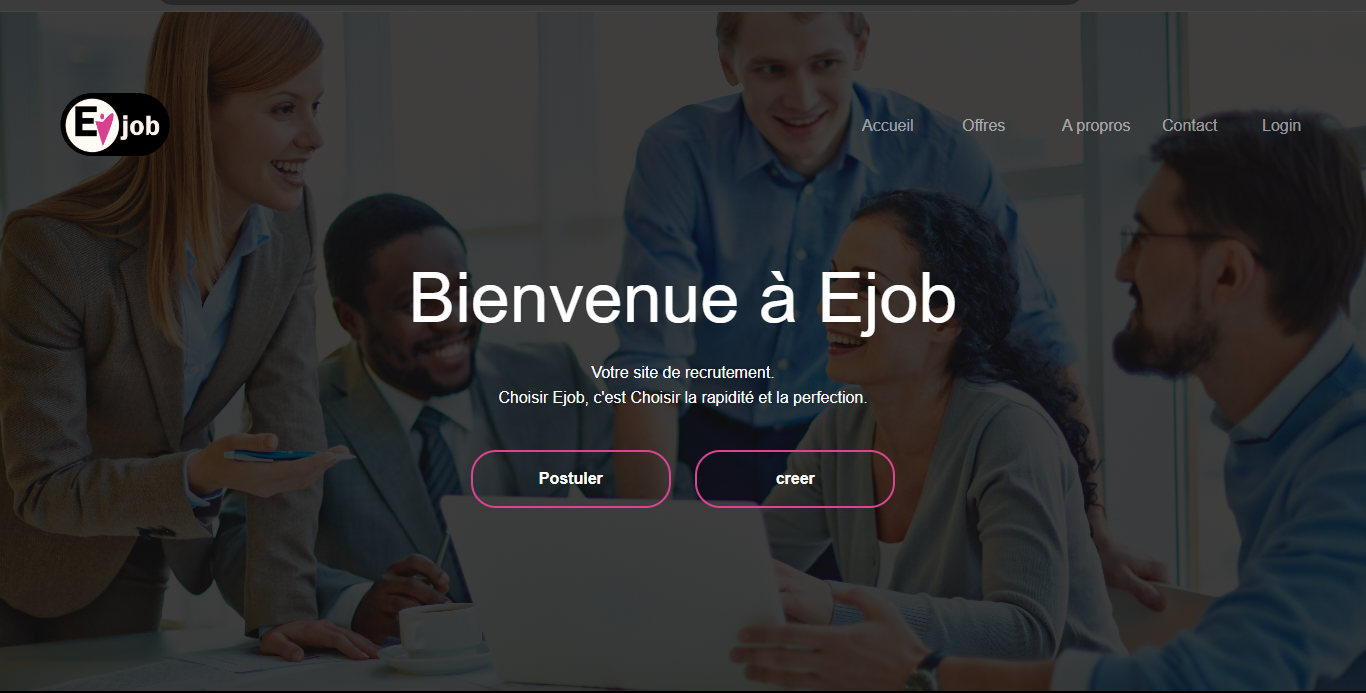 E job
Accueil Offres A propros Contact Login
Bienvenue à Ejob
Votre site de recrutement.
Choisir Ejob, c'est Choisir la rapidité et la perfection.
Postuler creer